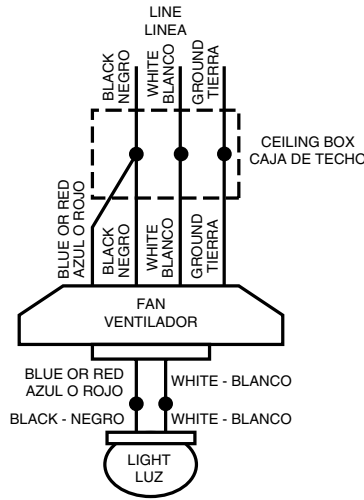 LINE
LINEA
BLACK
NEGRO
WHITE
BLANCO
GROUND
TIERRA
CEILING BOX
CAJA DE TECHO
BLUE OR RED
AZUL O ROJO
BLACK
NEGRO
WHITE
BLANCO
GROUND
TIERRA
FAN
VENTILADOR
BLUE OR RED
AZUL O ROJO
WHITE - BLANCO
BLACK - NEGRO
WHITE - BLANCO
LIGHT
LUZ